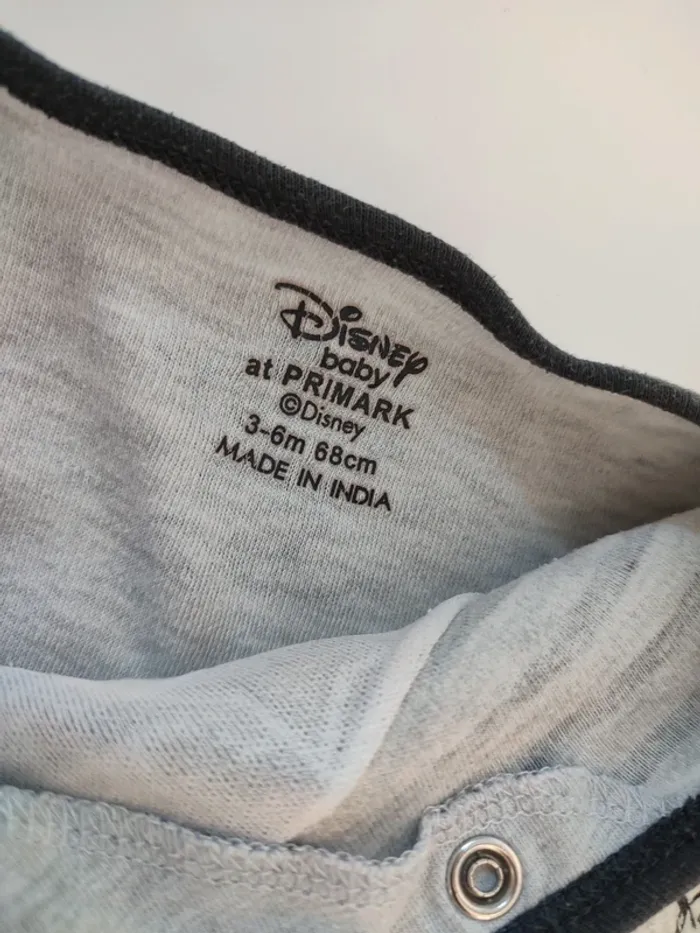 Disney
baby
at PRIMARK
©Disney
3-6m 68cm
MADE IN INDIA